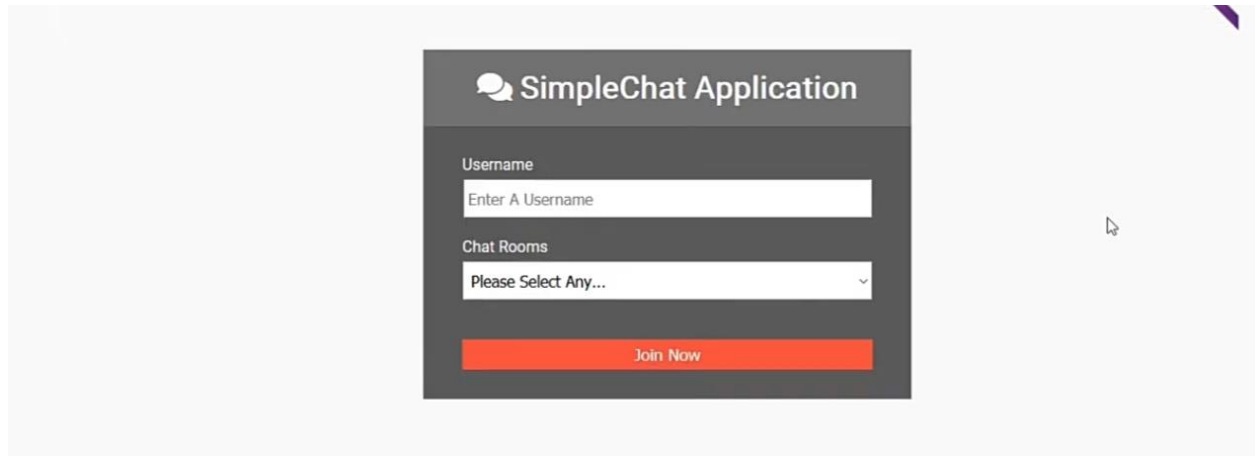 SimpleChat Application
Username
Enter A Username
Chat Rooms
Please Select Any...
Join Now